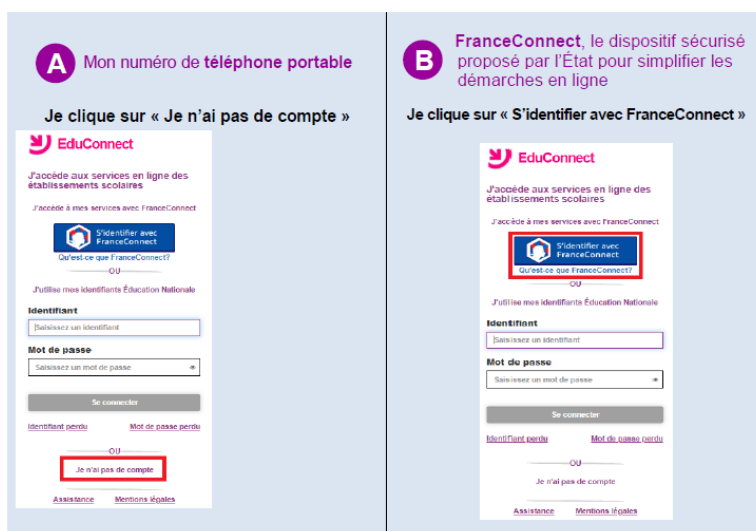 A
Mon numéro de téléphone portable
Je clique sur « Je n'ai pas de compte »
EduConnect
J'accède aux services en ligne des
établissements scolaires
J'accède à mes services avec FranceConnect
S'identifier avec
FranceConnect
Qu'est-ce que FranceConnect?
OU
J'utilise mes identifiants Éducation Nationale
Identifiant
Saisissez un identifiant
Mot de passe
Saisissez un mot de passe
Se connecter
Identifiant perdu Mot de passe perdu
OU
Je n'ai pas de compte
Assistance Mentions légales
B
FranceConnect, le dispositif sécurisé
proposé par l'État pour simplifier les
démarches en ligne
Je clique sur « S'identifier avec FranceConnect »
EduConnect
J'accède aux services en ligne des
établissements scolaires
J'accède à mes services avec FranceConnect
S'identifier avec
FranceConnect
Qu'est-ce que FranceConnect?
OU
J'utilise mes identifiants Éducation Nationale
Identifiant
Saisissez un identifiant
Mot de passe
Saisissez un mot de passe
Se connecter
Identifiant perdu Mot de passe perdu
OU
Je n'ai pas de compte
Assistance Mentions légales